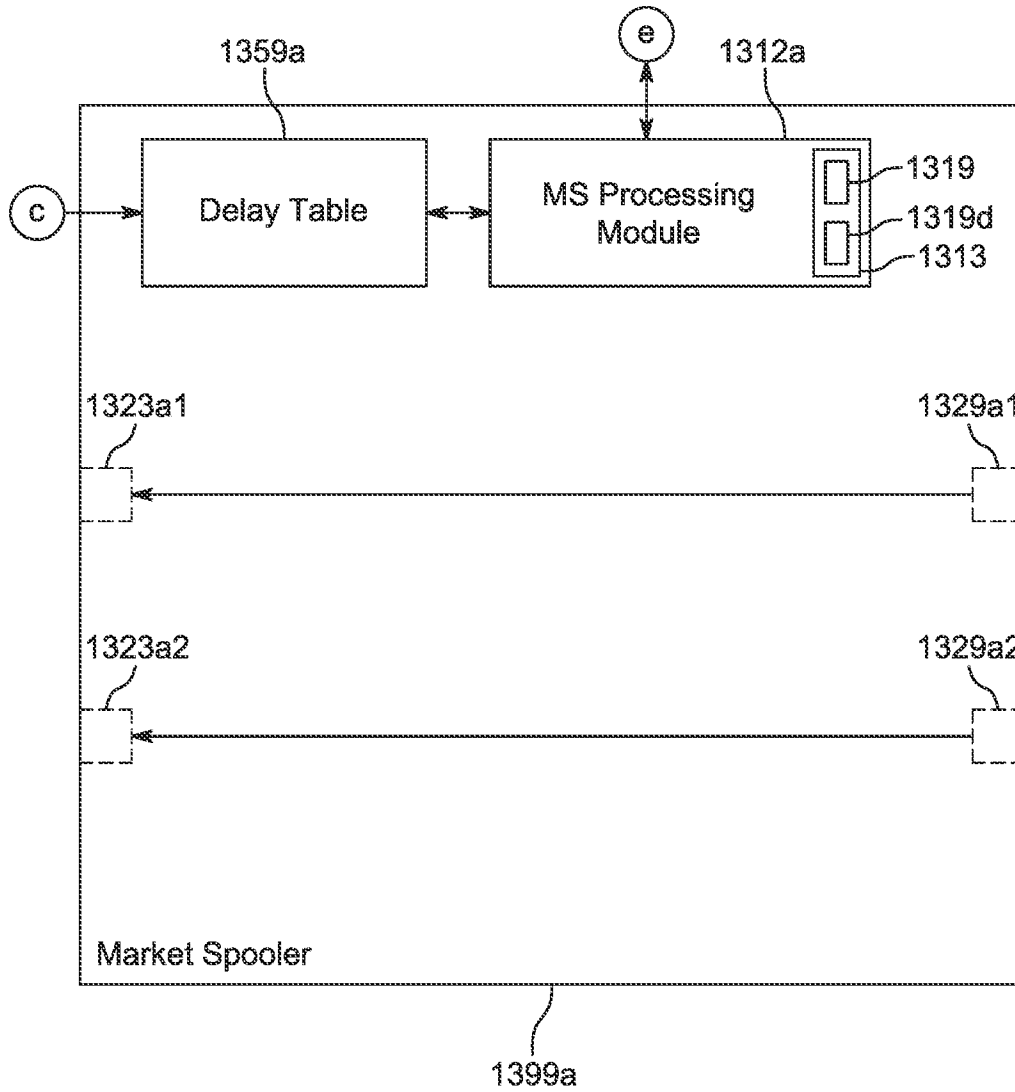 e
1359a
1312a
c
Delay Table
MS Processing
Module
1319
1319d
1313
1323a1
1329a1
1323a2
1329a2
Market Spooler
1399a